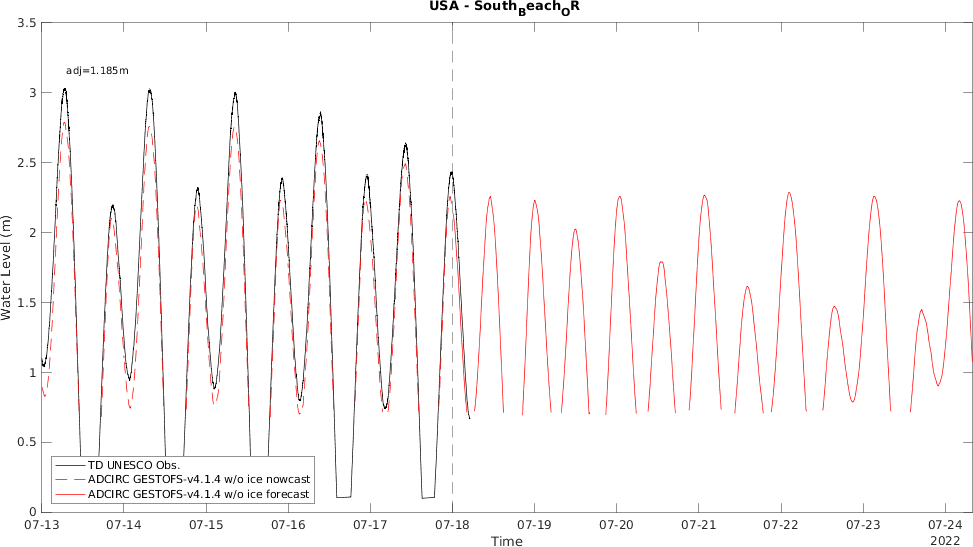 USA - SouthBeachOR
adj=1.185m
3.5
3
2.5
2
1.5
1
0.5
0
Water Level (m)
TD UNESCO Obs.
ADCIRC GESTOFS-v4.1.4 w/o ice nowcast
ADCIRC GESTOFS-v4.1.4 w/o ice forecast
07-13 07-14 07-15 07-16 07-17 07-18 07-19 07-20 07-21 07-22 07-23 07-24
Time 2022